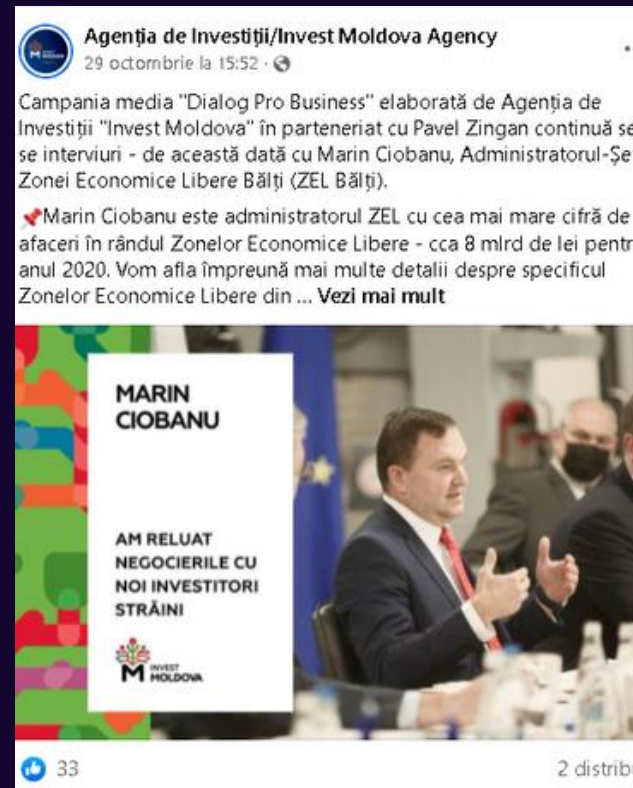 Agenția de Investiții/Invest Moldova Agency
29 octombrie la 15:52 ·
Campania media "Dialog Pro Business" elaborată de Agenția de
Investiții "Invest Moldova" în parteneriat cu Pavel Zingan continuă se
se interviuri - de această dată cu Marin Ciobanu, Administratorul-Șe
Zonei Economice Libere Bălți (ZEL Bălți).
📌Marin Ciobanu este administratorul ZEL cu cea mai mare cifră de
afaceri în rândul Zonelor Economice Libere - cca 8 mlrd de lei pentr
anul 2020. Vom afla împreună mai multe detalii despre specificul
Zonelor Economice Libere din ... Vezi mai mult
MARIN
CIOBANU
AM RELUAT
NEGOCIERILE CU
NOI INVESTITORI
STRĂINI
M INVEST
MOLDOVA
33
2 distrib